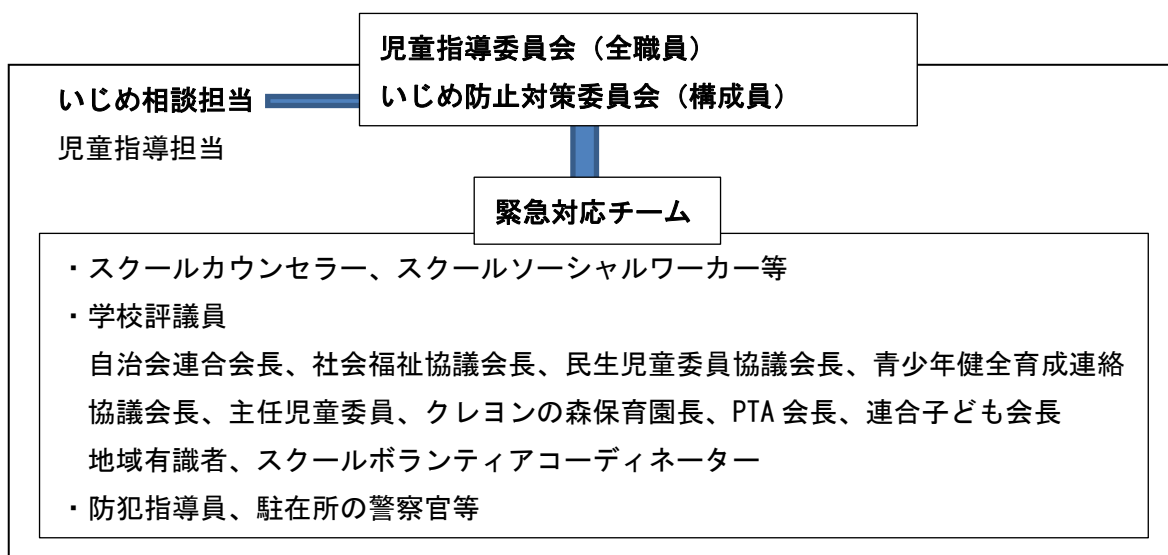 児童指導委員会（全職員）
いじめ防止対策委員会（構成員）
いじめ相談担当
児童指導担当
緊急対応チーム
・スクールカウンセラー、スクールソーシャルワーカー等
・学校評議員
自治会連合会長、社会福祉協議会長、民生児童委員協議会長、青少年健全育成連絡
協議会長、主任児童委員、クレヨンの森保育園長、PTA 会長、連合子ども会長
地域有識者、スクールボランティアコーディネーター
・防犯指導員、駐在所の警察官等